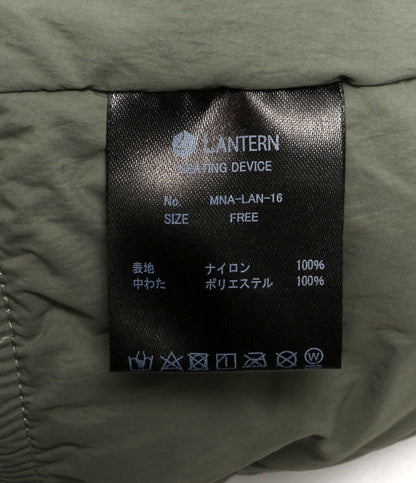 LANTERN
HEATING DEVICE
No. MNA-LAN-16
SIZE FREE
表地 ナイロン 100%
中わた ポリエステル 100%
W